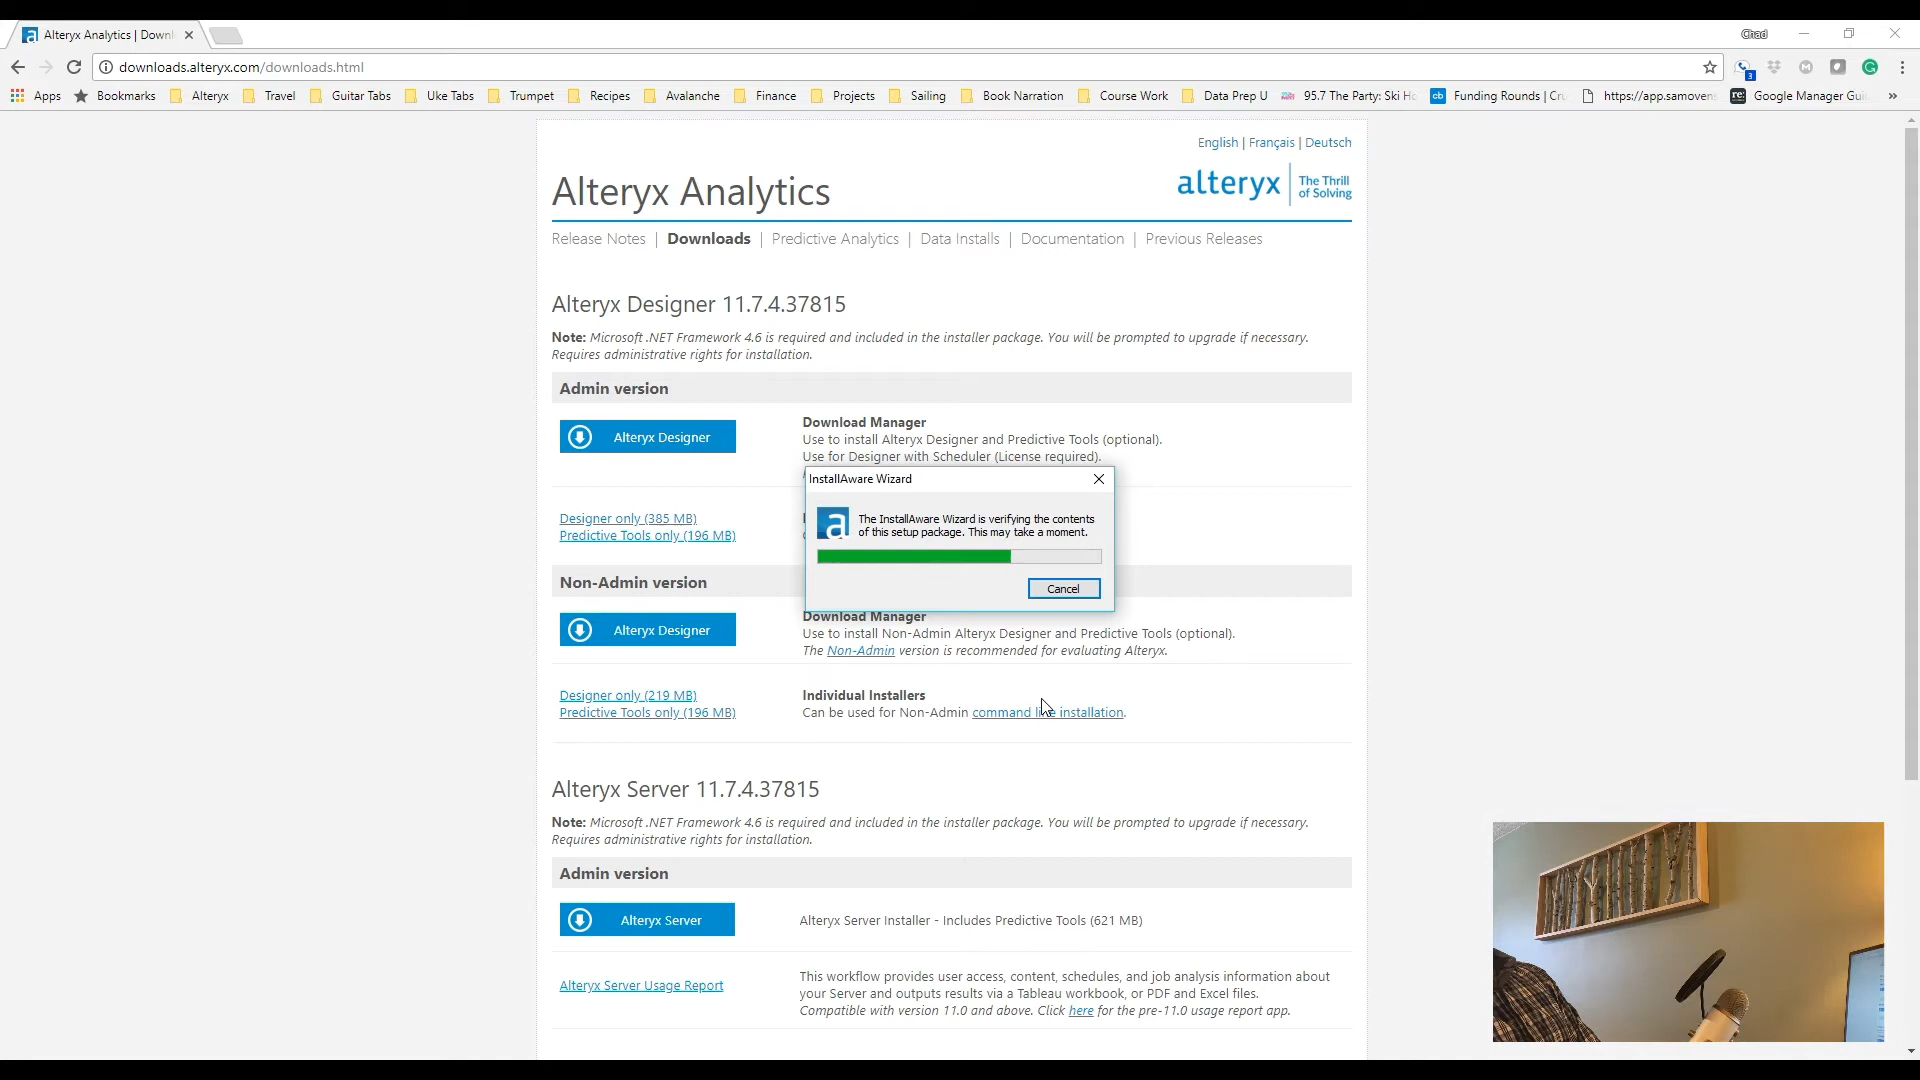 Alteryx Analytics | Downl
Chad
downloads.alteryx.com/downloads.html
3
Apps
Bookmarks
Alteryx
Travel
Guitar Tabs
Uke Tabs
Trumpet
Recipes
Avalanche
Finance
Projects
Sailing
Book Narration
Course Work
Data Prep U
95.7 The Party: Ski Ho
cb
Funding Rounds | Cru
https://app.samoven
re:
Google Manager Gui
»
English | Français | Deutsch
Alteryx Analytics
alteryx
The Thrill
of Solving
Release Notes | Downloads | Predictive Analytics | Data Installs | Documentation | Previous Releases
Alteryx Designer 11.7.4.37815
Note: Microsoft .NET Framework 4.6 is required and included in the installer package. You will be prompted to upgrade if necessary.
Requires administrative rights for installation.
Admin version
Alteryx Designer
Download Manager
Use to install Alteryx Designer and Predictive Tools (optional).
Use for Designer with Scheduler (License required).
InstallAware Wizard
The InstallAware Wizard is verifying the contents
of this setup package. This may take a moment.
Cancel
Designer only (385 MB)
Predictive Tools only (196 MB)
Non-Admin version
Alteryx Designer
Download Manager
Use to install Non-Admin Alteryx Designer and Predictive Tools (optional).
The Non-Admin version is recommended for evaluating Alteryx.
Designer only (219 MB)
Predictive Tools only (196 MB)
Individual Installers
Can be used for Non-Admin command line installation.
Alteryx Server 11.7.4.37815
Note: Microsoft .NET Framework 4.6 is required and included in the installer package. You will be prompted to upgrade if necessary.
Requires administrative rights for installation.
Admin version
Alteryx Server
Alteryx Server Installer - Includes Predictive Tools (621 MB)
Alteryx Server Usage Report
This workflow provides user access, content, schedules, and job analysis information about
your Server and outputs results via a Tableau workbook, or PDF and Excel files.
Compatible with version 11.0 and above. Click here for the pre-11.0 usage report app.